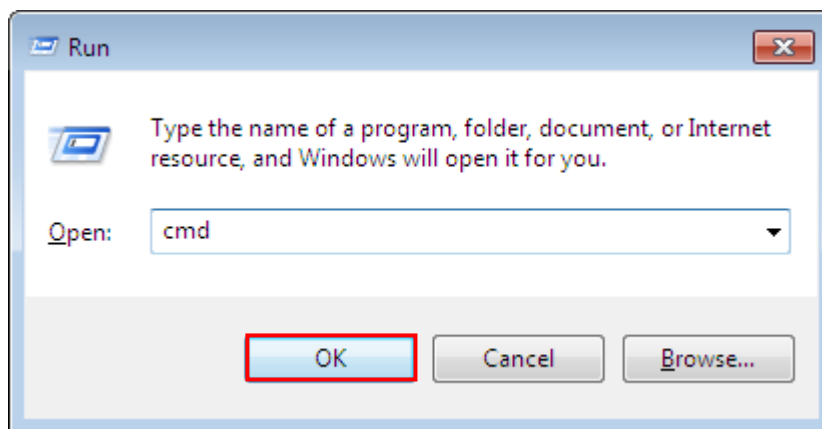 Run
Type the name of a program, folder, document, or Internet
resource, and Windows will open it for you.
Open: cmd
OK Cancel Browse...